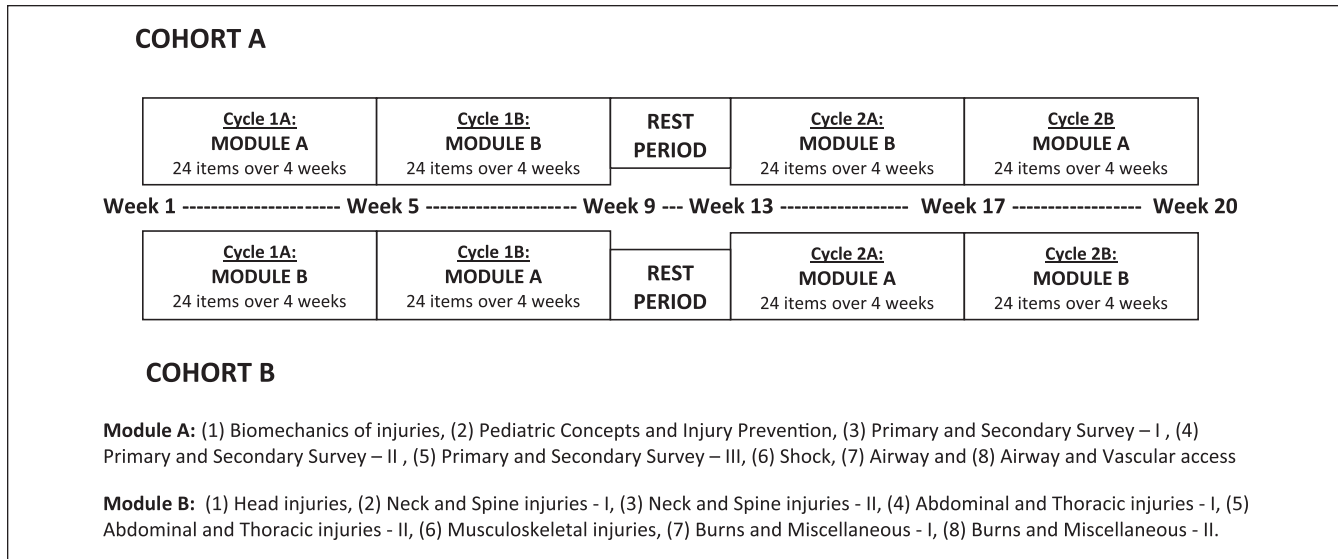 COHORT A
Cycle 1A:
MODULE A
24 items over 4 weeks
Cycle 1B:
MODULE B
24 items over 4 weeks
REST
PERIOD
Cycle 2A:
MODULE B
24 items over 4 weeks
Cycle 2B
MODULE A
24 items over 4 weeks
Week 1 ---------------------- Week 5 --------------------- Week 9 --- Week 13 ------------------ Week 17 ------------------ Week 20
Cycle 1A:
MODULE B
24 items over 4 weeks
Cycle 1B:
MODULE A
24 items over 4 weeks
REST
PERIOD
Cycle 2A:
MODULE A
24 items over 4 weeks
Cycle 2B:
MODULE B
24 items over 4 weeks
COHORT B
Module A: (1) Biomechanics of injuries, (2) Pediatric Concepts and Injury Prevention, (3) Primary and Secondary Survey – I , (4)
Primary and Secondary Survey – II , (5) Primary and Secondary Survey – III, (6) Shock, (7) Airway and (8) Airway and Vascular access
Module B: (1) Head injuries, (2) Neck and Spine injuries - I, (3) Neck and Spine injuries - II, (4) Abdominal and Thoracic injuries - I, (5)
Abdominal and Thoracic injuries - II, (6) Musculoskeletal injuries, (7) Burns and Miscellaneous - I, (8) Burns and Miscellaneous - II.